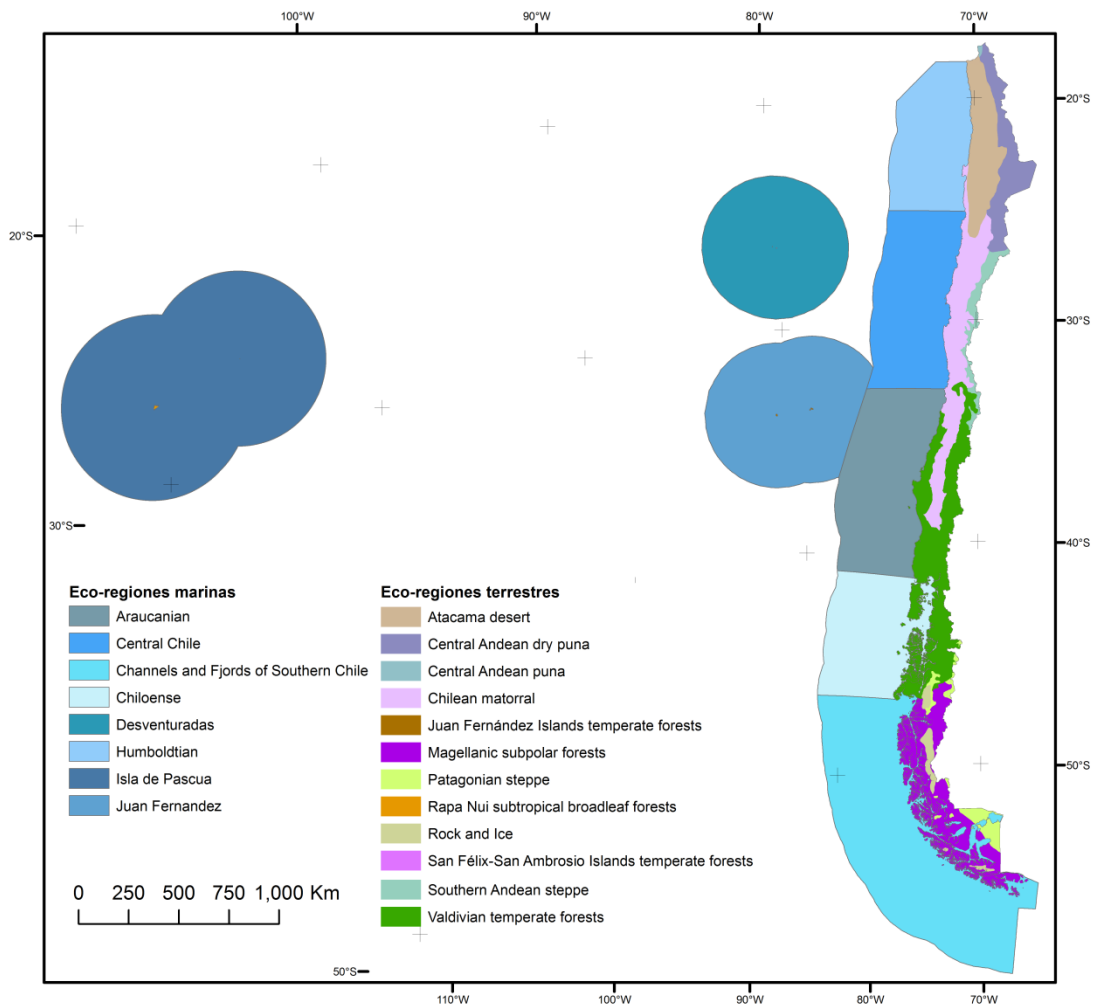 100°W 90°W 80°W 70°W
20°S
20°S
30°S
30°S
40°S
50°S
50°S
Eco-regiones marinas
Araucanian
Central Chile
Channels and Fjords of Southern Chile
Chiloense
Desventuradas
Humboldtian
Isla de Pascua
Juan Fernandez
Eco-regiones terrestres
Atacama desert
Central Andean dry puna
Central Andean puna
Chilean matorral
Juan Fernández Islands temperate forests
Magellanic subpolar forests
Patagonian steppe
Rapa Nui subtropical broadleaf forests
Rock and Ice
San Félix-San Ambrosio Islands temperate forests
Southern Andean steppe
Valdivian temperate forests
0 250 500 750 1,000 Km
110°W 100°W 90°W 80°W 70°W